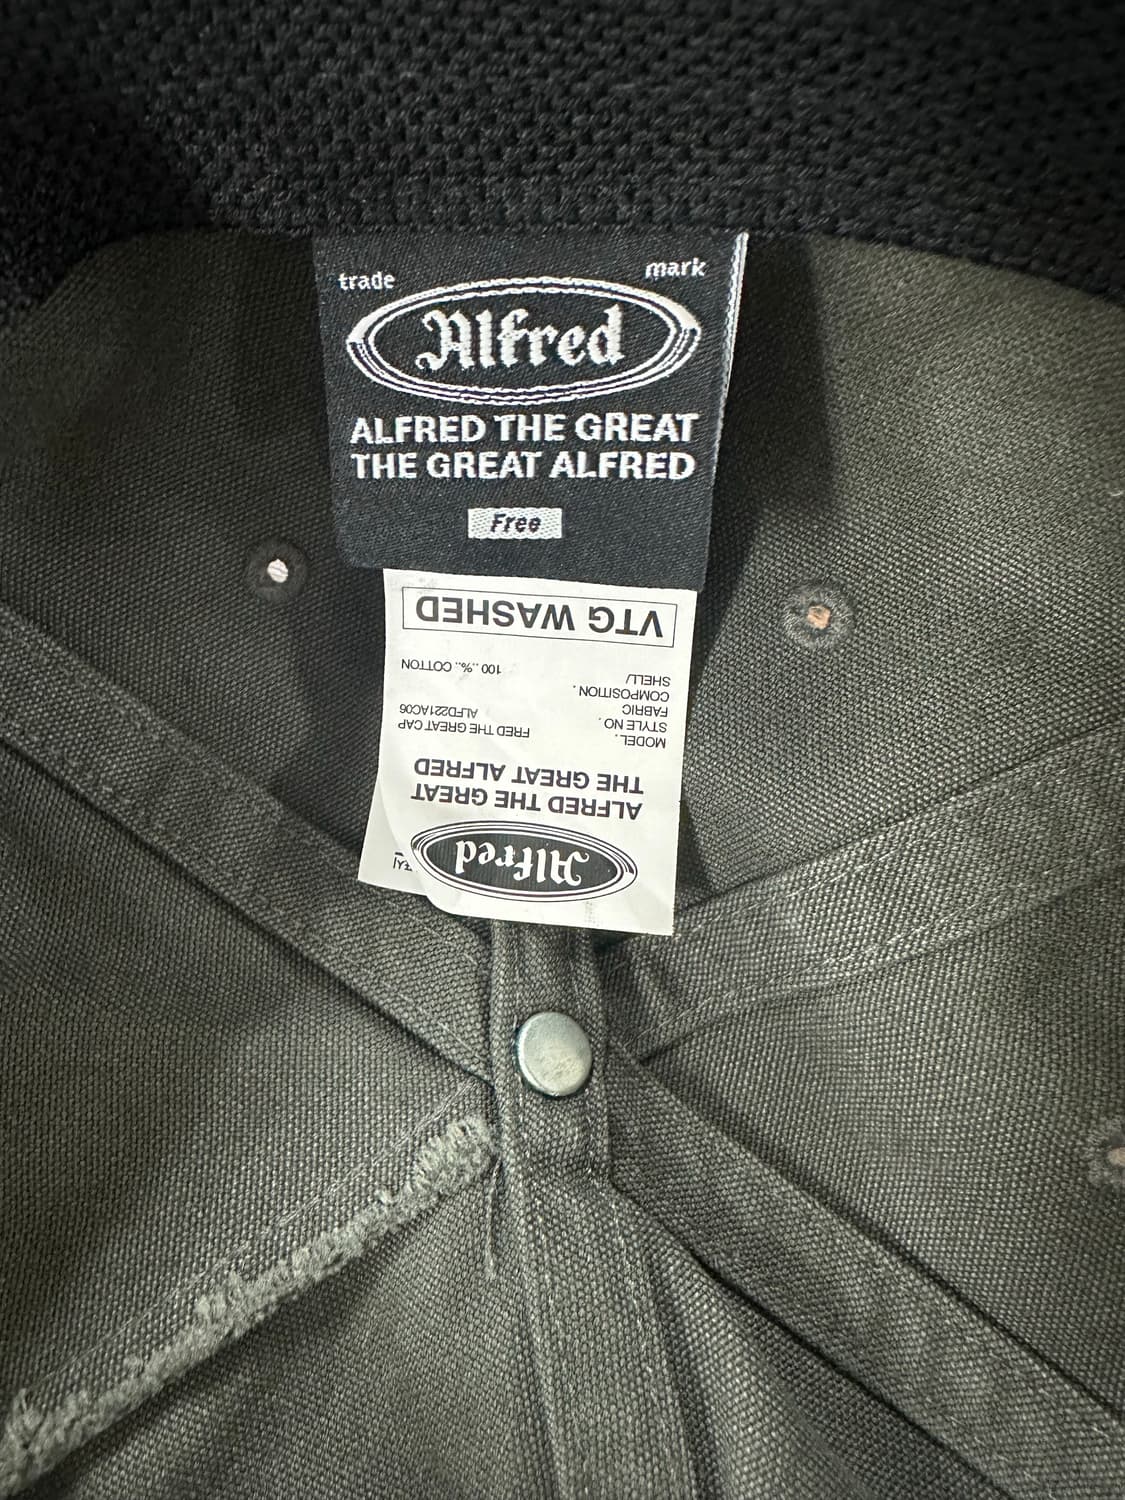 trade mark
Alfred
ALFRED THE GREAT
THE GREAT ALFRED
Free
Alfred
ALFRED THE GREAT
THE GREAT ALFRED
MODEL. FRED THE GREAT CAP
STYLE NO. ALFD221AC06
FABRIC
COMPOSITION.
SHELL/ 100..%.. COTTON
VTG WASHED